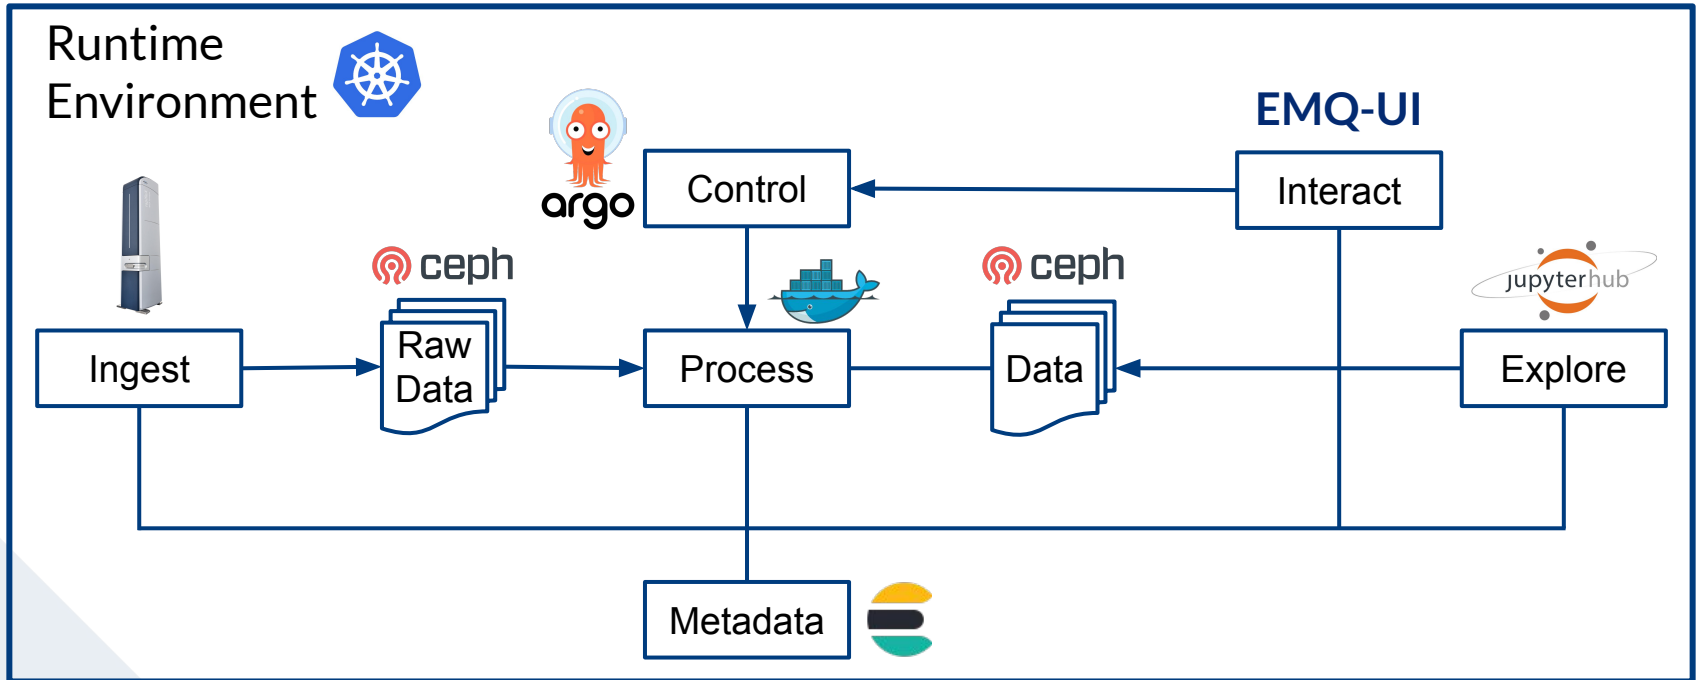 Runtime
Environment
EMQ-UI
argo
Control
Interact
ceph
ceph
jupyterhub
Ingest
Raw
Data
Process
Data
Explore
Metadata